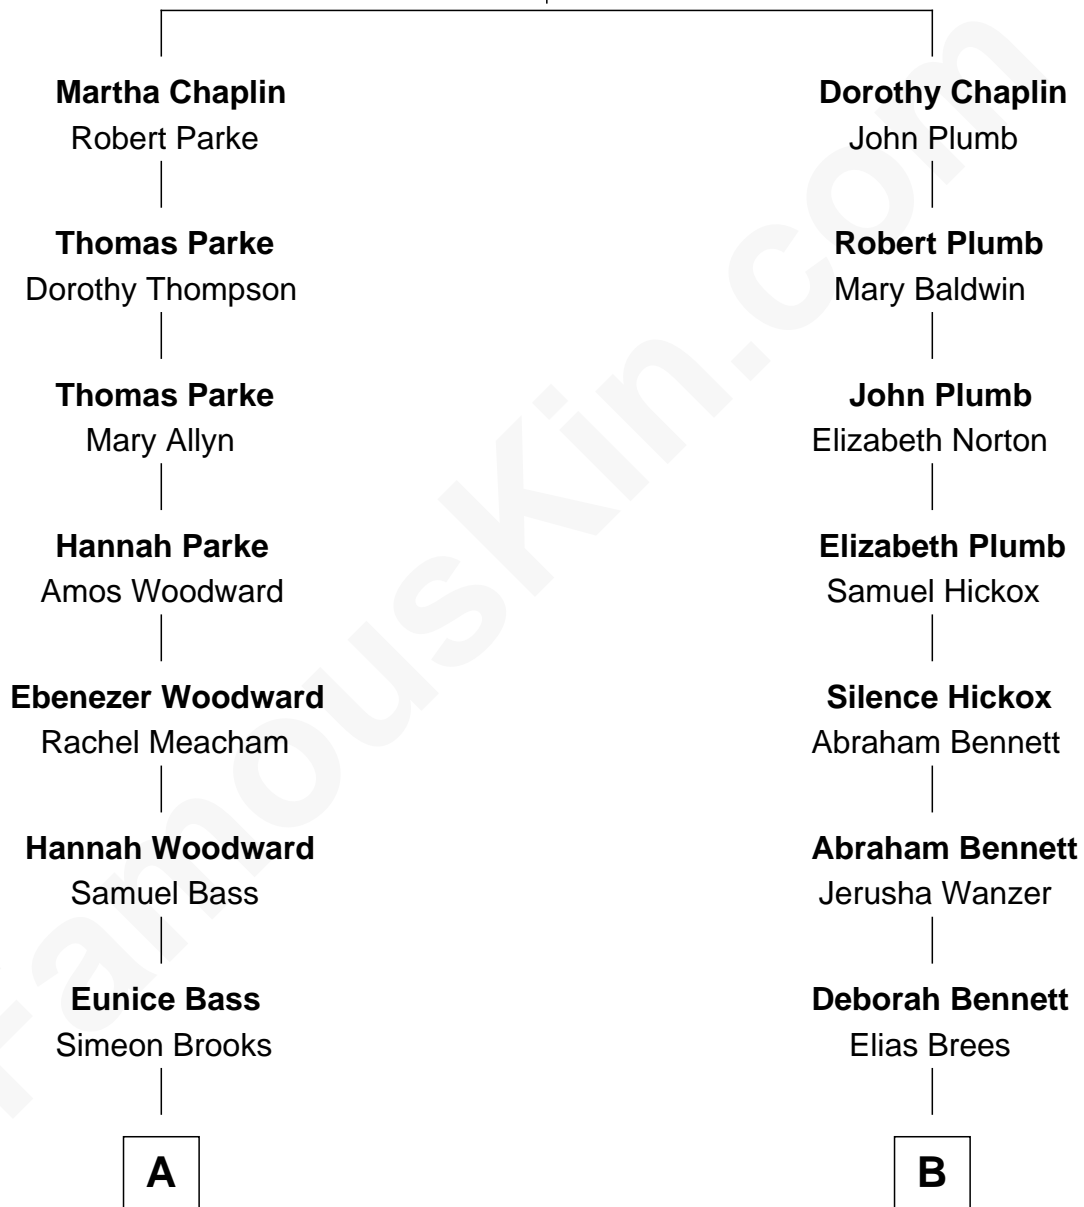 Martha Chaplin
Robert Parke
Thomas Parke
Dorothy Thompson
Thomas Parke
Mary Allyn
Hannah Parke
Amos Woodward
Ebenezer Woodward
Rachel Meacham
Hannah Woodward
Samuel Bass
Eunice Bass
Simeon Brooks
A
Dorothy Chaplin
John Plumb
Robert Plumb
Mary Baldwin
John Plumb
Elizabeth Norton
Elizabeth Plumb
Samuel Hickox
Silence Hickox
Abraham Bennett
Abraham Bennett
Jerusha Wanzer
Deborah Bennett
Elias Brees
B
FamousKin.com